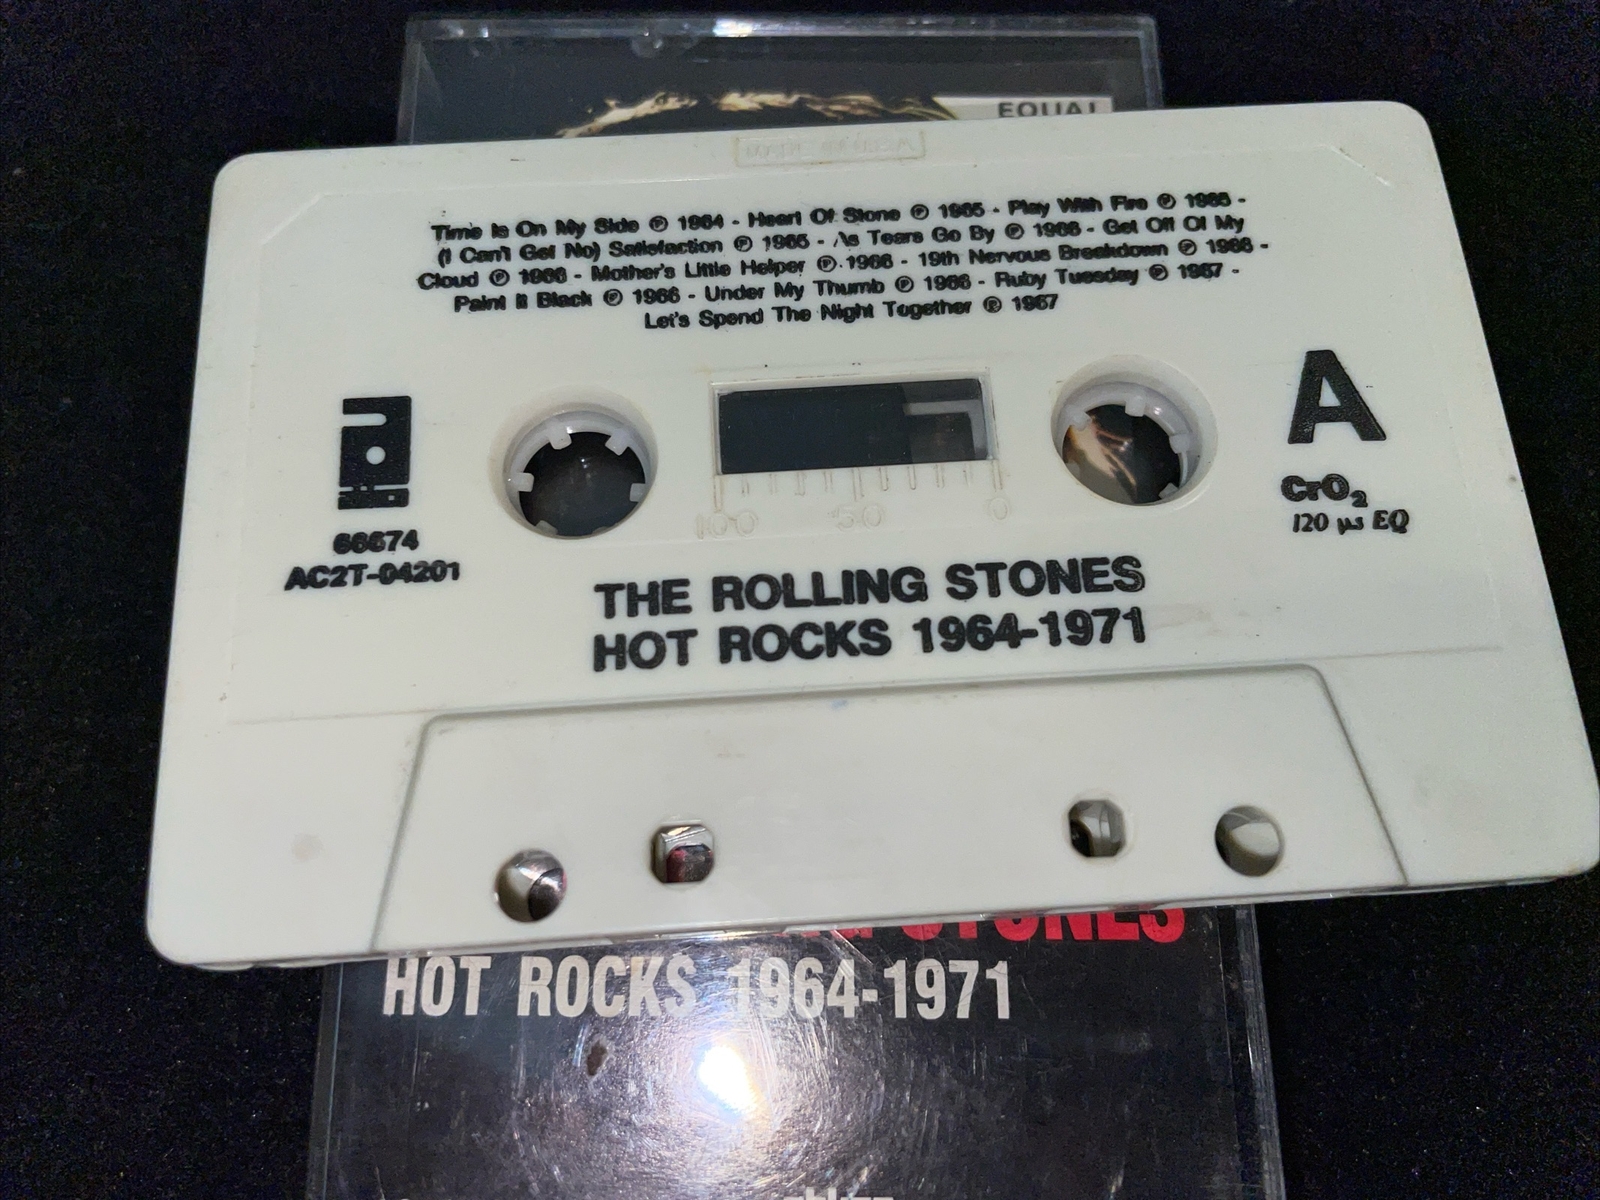 EQUAL
Time Is On My Side ℗ 1964 - Heart Of Stone ℗ 1965 - Play With Fire ℗ 1965 -
(I Can't Get No) Satisfaction ℗ 1965 - As Tears Go By ℗ 1966 - Get Off Of My
Cloud ℗ 1966 - Mother's Little Helper ℗ 1966 - 19th Nervous Breakdown ℗ 1966 -
Paint It Black ℗ 1966 - Under My Thumb ℗ 1966 - Ruby Tuesday ℗ 1967 -
Let's Spend The Night Together ℗ 1967
A
CrO2
120 µs EQ
100 50 0
66674
AC2T-04201
THE ROLLING STONES
HOT ROCKS 1964-1971
STONES
HOT ROCKS 1964-1971